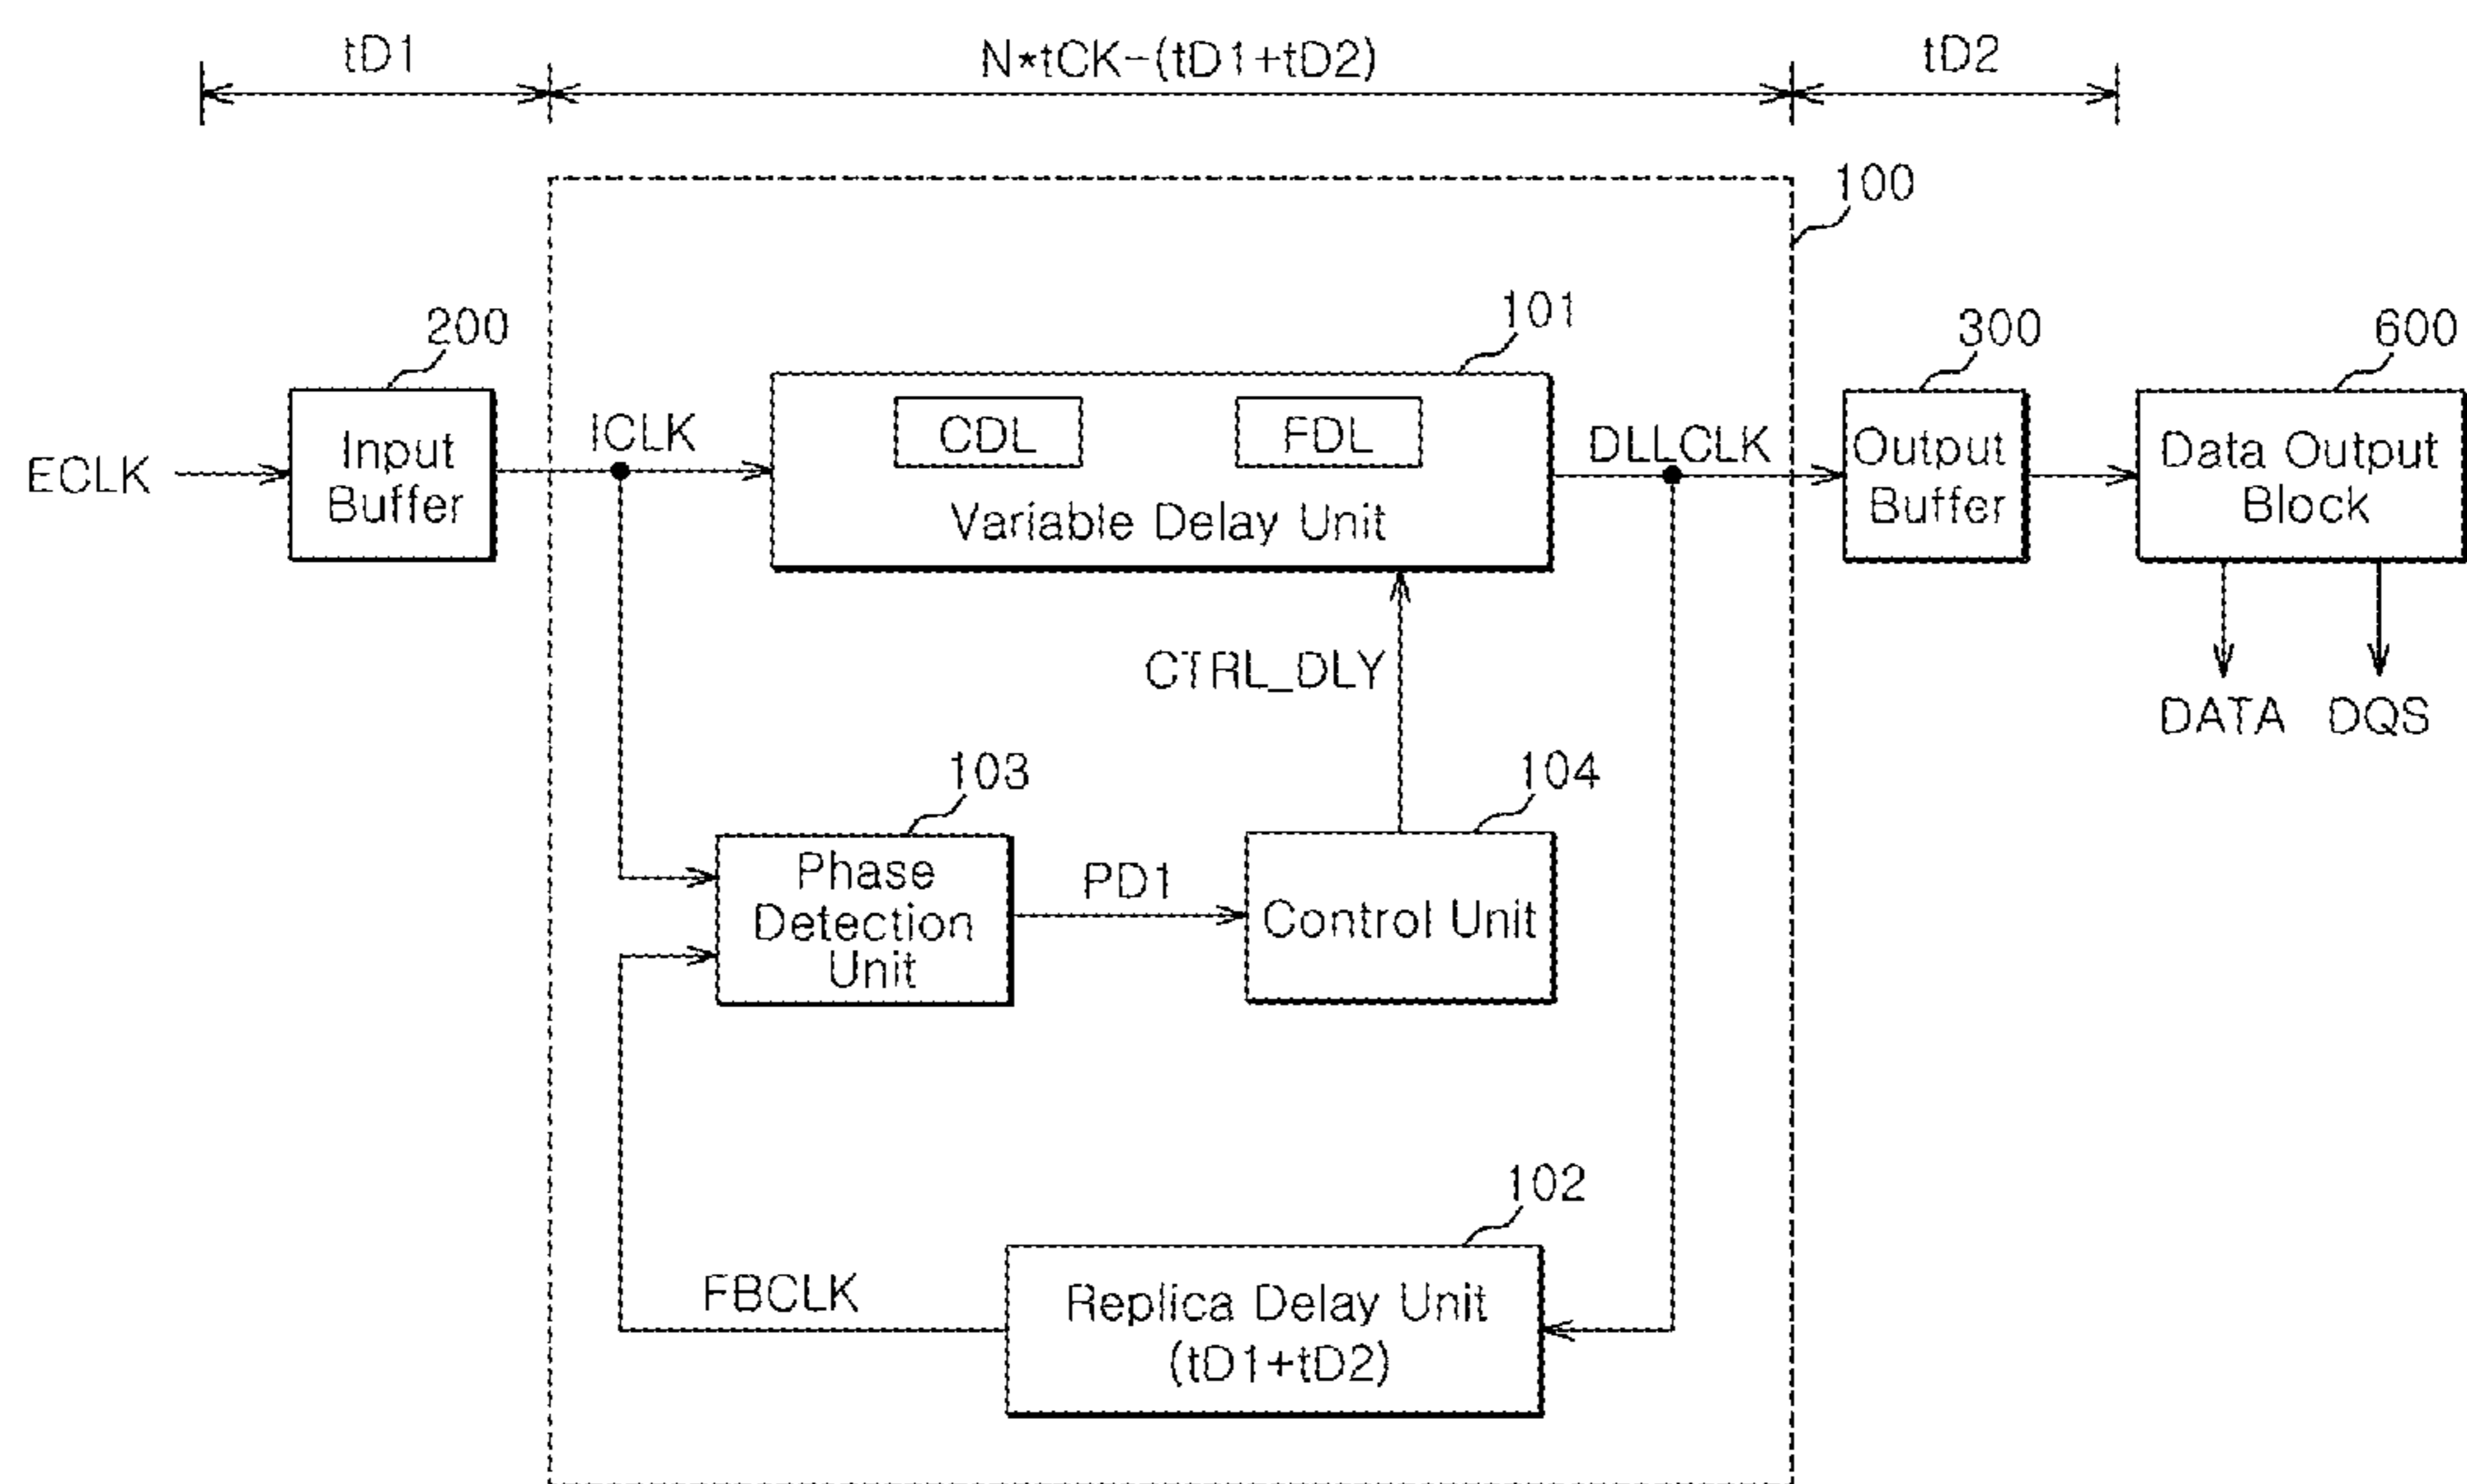 tD1
N*tCK-(tD1+tD2)
tD2
100
200
101
300
600
ECLK
Input
Buffer
ICLK
CDL
FDL
Variable Delay Unit
DLLCLK
Output
Buffer
Data Output
Block
CTRL_DLY
DATA
DQS
103
104
Phase
Detection
Unit
PD1
Control Unit
102
FBCLK
Replica Delay Unit
(tD1+tD2)